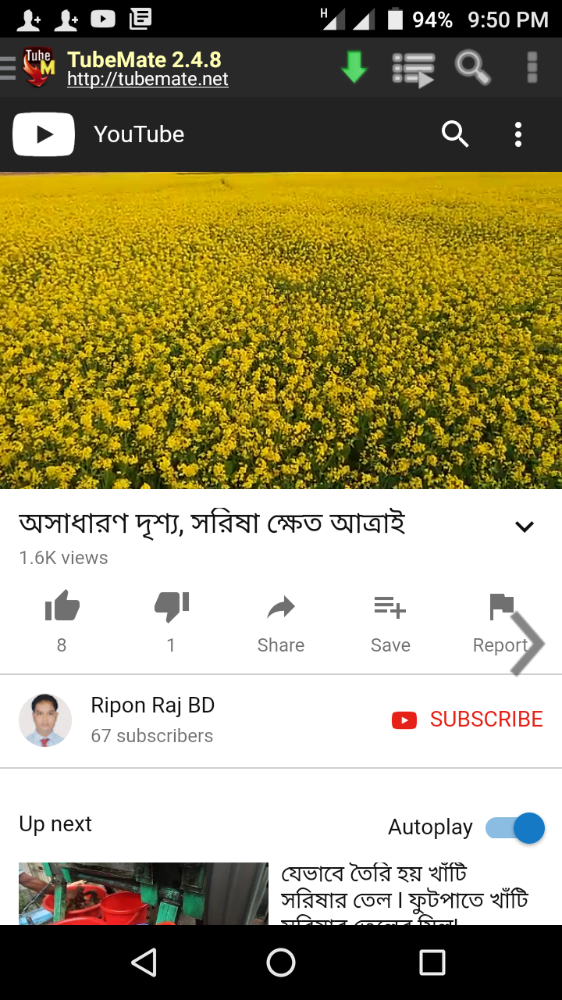 H 94% 9:50 PM
Tube M
TubeMate 2.4.8
http://tubemate.net
YouTube
অসাধারণ দৃশ্য, সরিষা ক্ষেত আত্রাই
1.6K views
8 1 Share Save Report
Ripon Raj BD
67 subscribers
SUBSCRIBE
Up next
Autoplay
যেভাবে তৈরি হয় খাঁটি
সরিষার তেল । ফুটপাতে খাঁটি
সরিষার তেলের মিল।